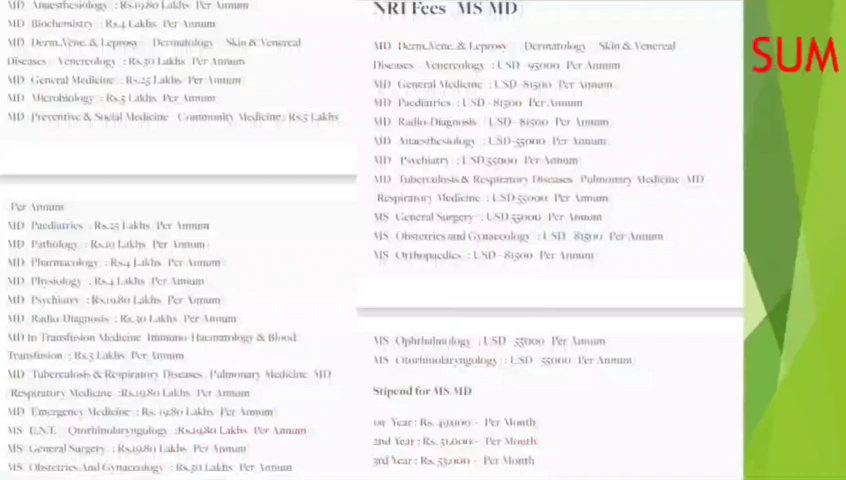 MD Anaesthesiology : Rs.19.80 Lakhs Per Annum
MD Biochemistry : Rs.4 Lakhs Per Annum
MD Derm.,Vene. & Leprosy Dermatology Skin & Venereal
Diseases Venereology : Rs.30 Lakhs Per Annum
MD General Medicine : Rs.25 Lakhs Per Annum
MD Microbiology : Rs.5 Lakhs Per Annum
MD Preventive & Social Medicine Community Medicine : Rs.5 Lakhs
Per Annum
MD Paediatrics : Rs.25 Lakhs Per Annum
MD Pathology : Rs.10 Lakhs Per Annum
MD Pharmacology : Rs.4 Lakhs Per Annum
MD Physiology : Rs.4 Lakhs Per Annum
MD Psychiatry : Rs.19.80 Lakhs Per Annum
MD Radio-Diagnosis : Lakhs Per Annum
MD In Transfusion Medicine Immuno-Haematology & Blood
Transfusion : Rs.5 Lakhs Per Annum
MD Tuberculosis & Respiratory Diseases Pulmonary Medicine MD
Respiratory Medicine :Rs.19.80 Lakhs Per Annum
MD Emergency Medicine : Rs. 19.80 Lakhs Per Annum
MS E.N.T. Otorhinolaryngology :Rs.19.80 Lakhs Per Annum
MS General Surgery : Rs.19.80 Lakhs Per Annum
MS Obstetrics And Gynaecology : Rs.30 Lakhs Per Annum
NRI Fees MS MD
MD Derm.,Vene. & Leprosy Dermatology Skin & Venereal
Diseases Venereology : USD - 95000 Per Annum
MD General Medicine : USD - 81500 Per Annum
MD Paediatrics : USD - 81500 Per Annum
MD Radio-Diagnosis : USD - 81500 Per Annum
MD Anaesthesiology : USD-55000 Per Annum
MD Psychiatry : USD 55000 Per Annum
MD Tuberculosis & Respiratory Diseases Pulmonary Medicine MD
Respiratory Medicine : USD 55000 Per Annum
MS General Surgery : USD 55000 Per Annum
MS Obstetrics and Gynaecology : USD - 81500 Per Annum
MS Orthopaedics : USD - 81500 Per Annum
MS Ophthalmology : USD - 55000 Per Annum
MS Otorhinolaryngology : USD - 55000 Per Annum
Stipend for MS MD
1st Year : Rs. 49,000 - Per Month
2nd Year : Rs. 51,000 - Per Month
3rd Year : Rs. 53,000 - Per Month
SUM